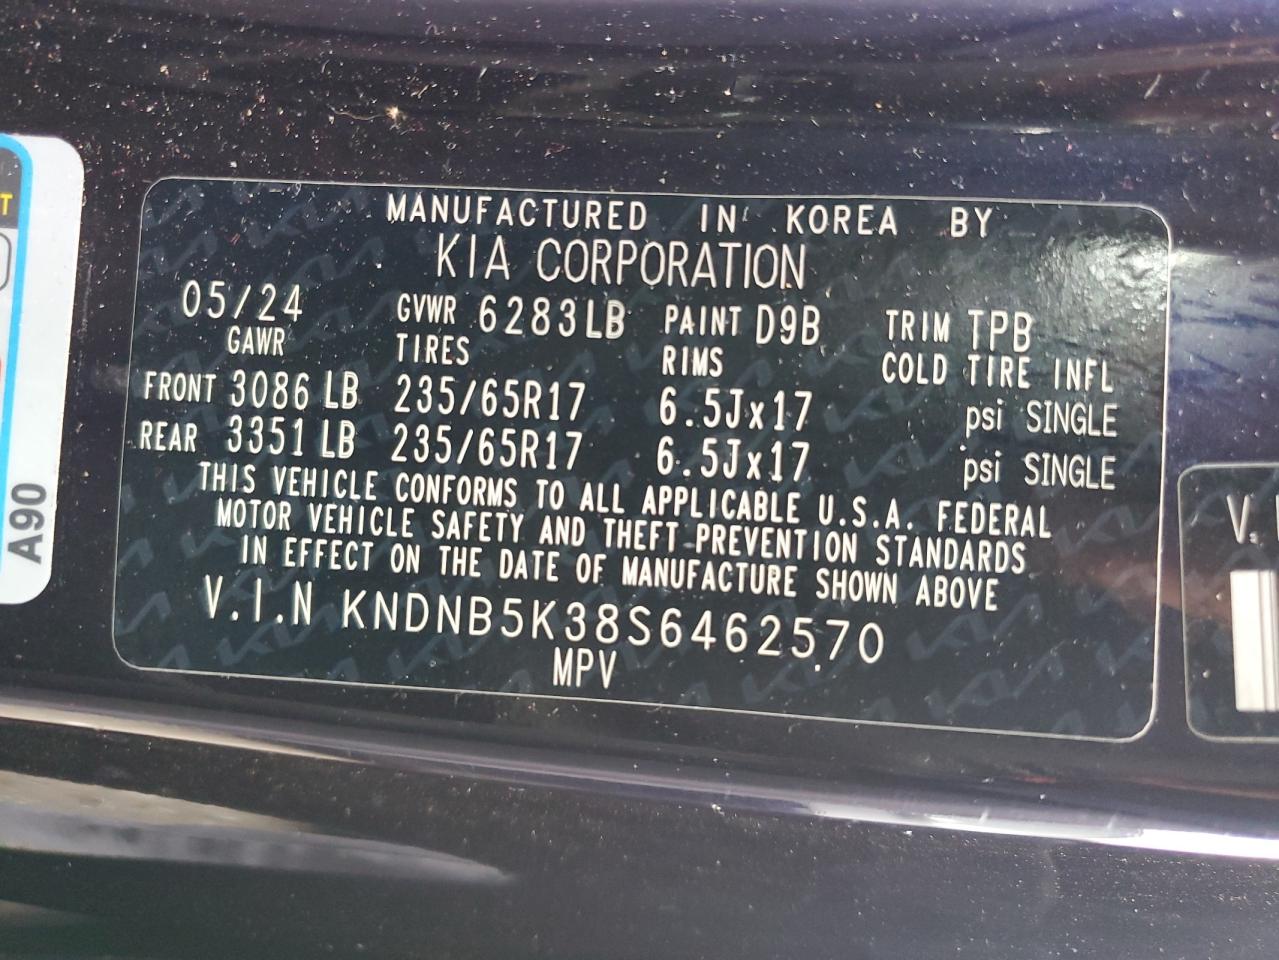 MANUFACTURED IN KOREA BY
KIA CORPORATION
05/24 GVWR 6283LB PAINT D9B TRIM TPB
GAWR TIRES RIMS COLD TIRE INFL
FRONT 3086 LB 235/65R17 6.5Jx17 psi SINGLE
REAR 3351 LB 235/65R17 6.5Jx17 psi SINGLE
THIS VEHICLE CONFORMS TO ALL APPLICABLE U.S.A. FEDERAL
MOTOR VEHICLE SAFETY AND THEFT PREVENTION STANDARDS
IN EFFECT ON THE DATE OF MANUFACTURE SHOWN ABOVE
V.I.N KNDNB5K38S6462570
MPV
A90
T
V.